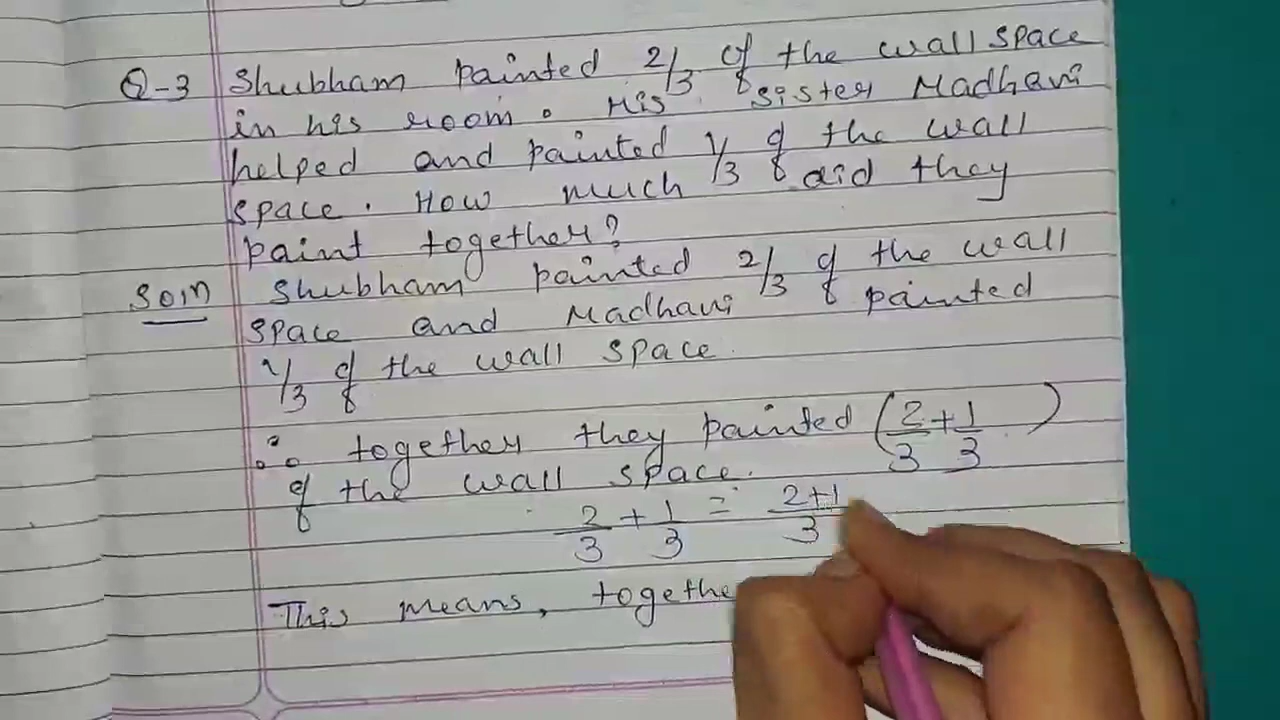 Q-3 Shubham painted 2/3 of the wall space
in his room. His sister Madhavi
helped and painted 1/3 of the wall
space. How much did they
paint together?
Soln Shubham painted 2/3 of the wall
space and Madhavi painted
1/3 of the wall space.
∴ together they painted (2/3 + 1/3)
of the wall space.
2/3 + 1/3 = 2+1/3
This means, togethe